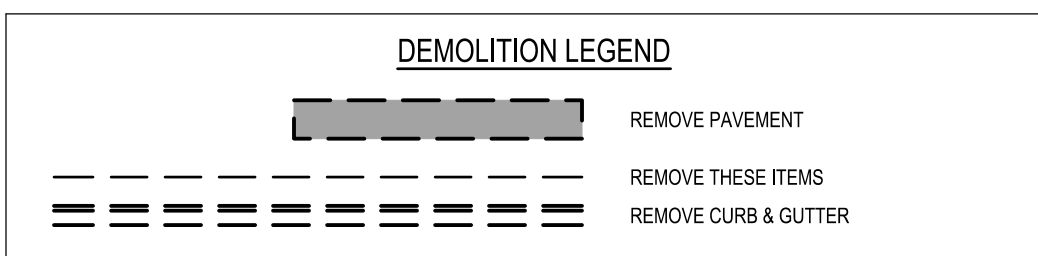 DEMOLITION LEGEND
REMOVE PAVEMENT
REMOVE THESE ITEMS
REMOVE CURB & GUTTER